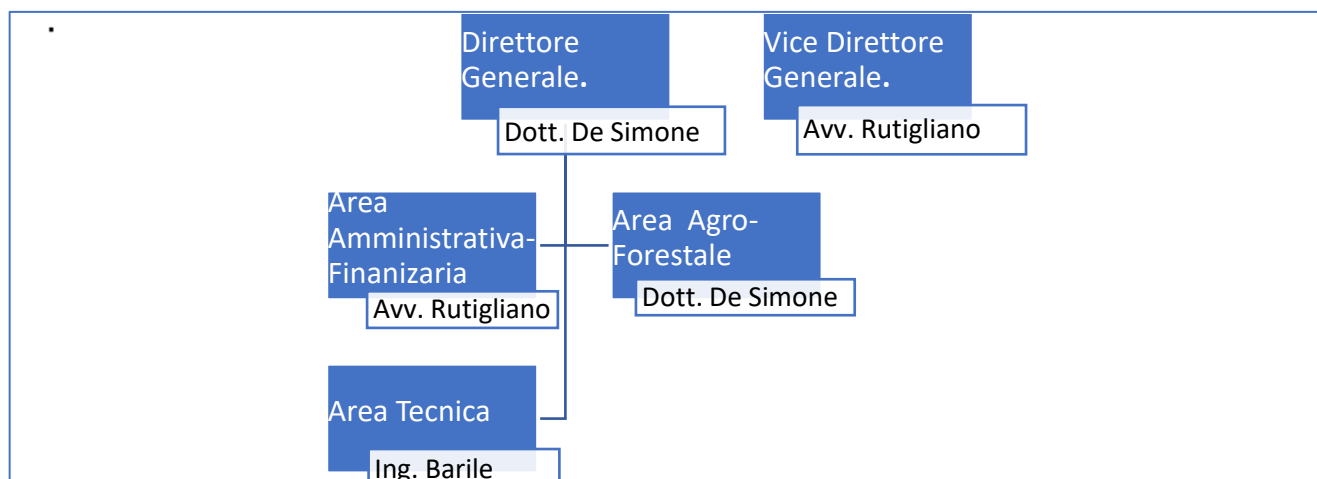 Direttore
Generale.
Dott. De Simone
Vice Direttore
Generale.
Avv. Rutigliano
Area
Amministrativa-
Finanizaria
Avv. Rutigliano
Area Agro-
Forestale
Dott. De Simone
Area Tecnica
Ing. Barile